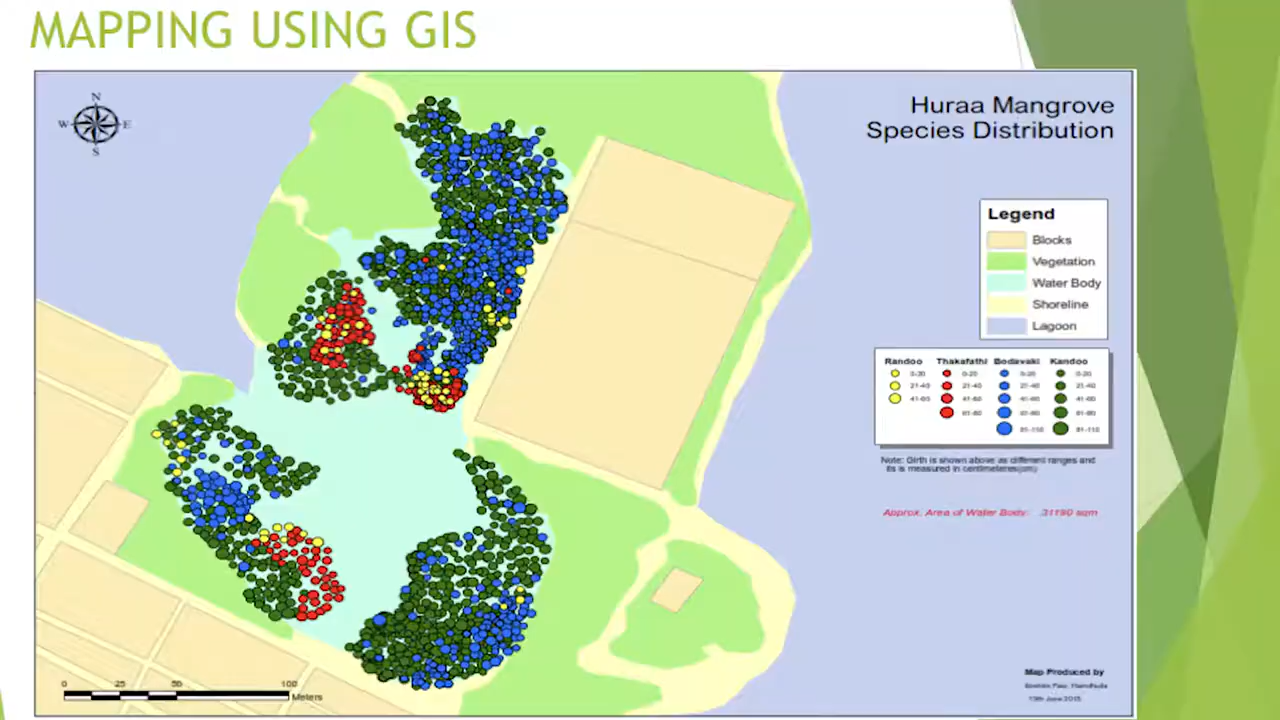 MAPPING USING GIS
N
W E
S
Huraa Mangrove
Species Distribution
Legend
Blocks
Vegetation
Water Body
Shoreline
Lagoon
Randoo Thakafathi Bodavaki Kandoo
0-20 0-20 0-20
21-40 21-40 21-40 21-40
41-60 41-60 41-60 41-60
61-80 61-80 61-80
81-110 81-110
Note: Girth is shown above as different ranges and
its is measured in centimeteres(cm)
Approx. Area of Water Body: 31190 sqm
0 25 50 100
Meters
Map Produced by